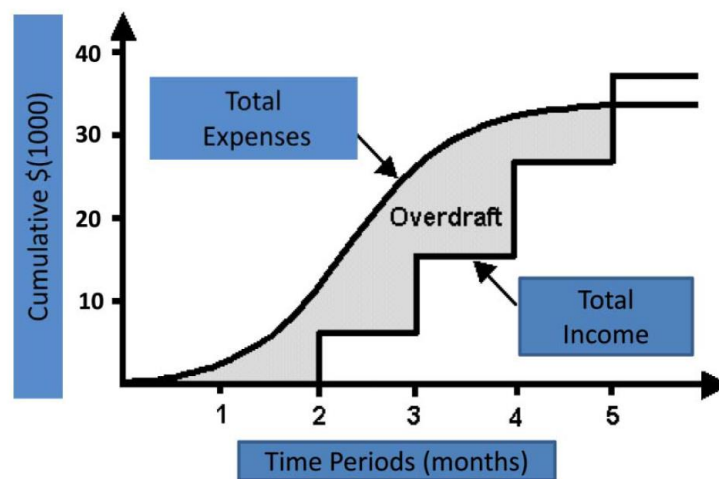 Cumulative $(1000)
40
30
20
10
Total
Expenses
Overdraft
Total
Income
1 2 3 4 5
Time Periods (months)